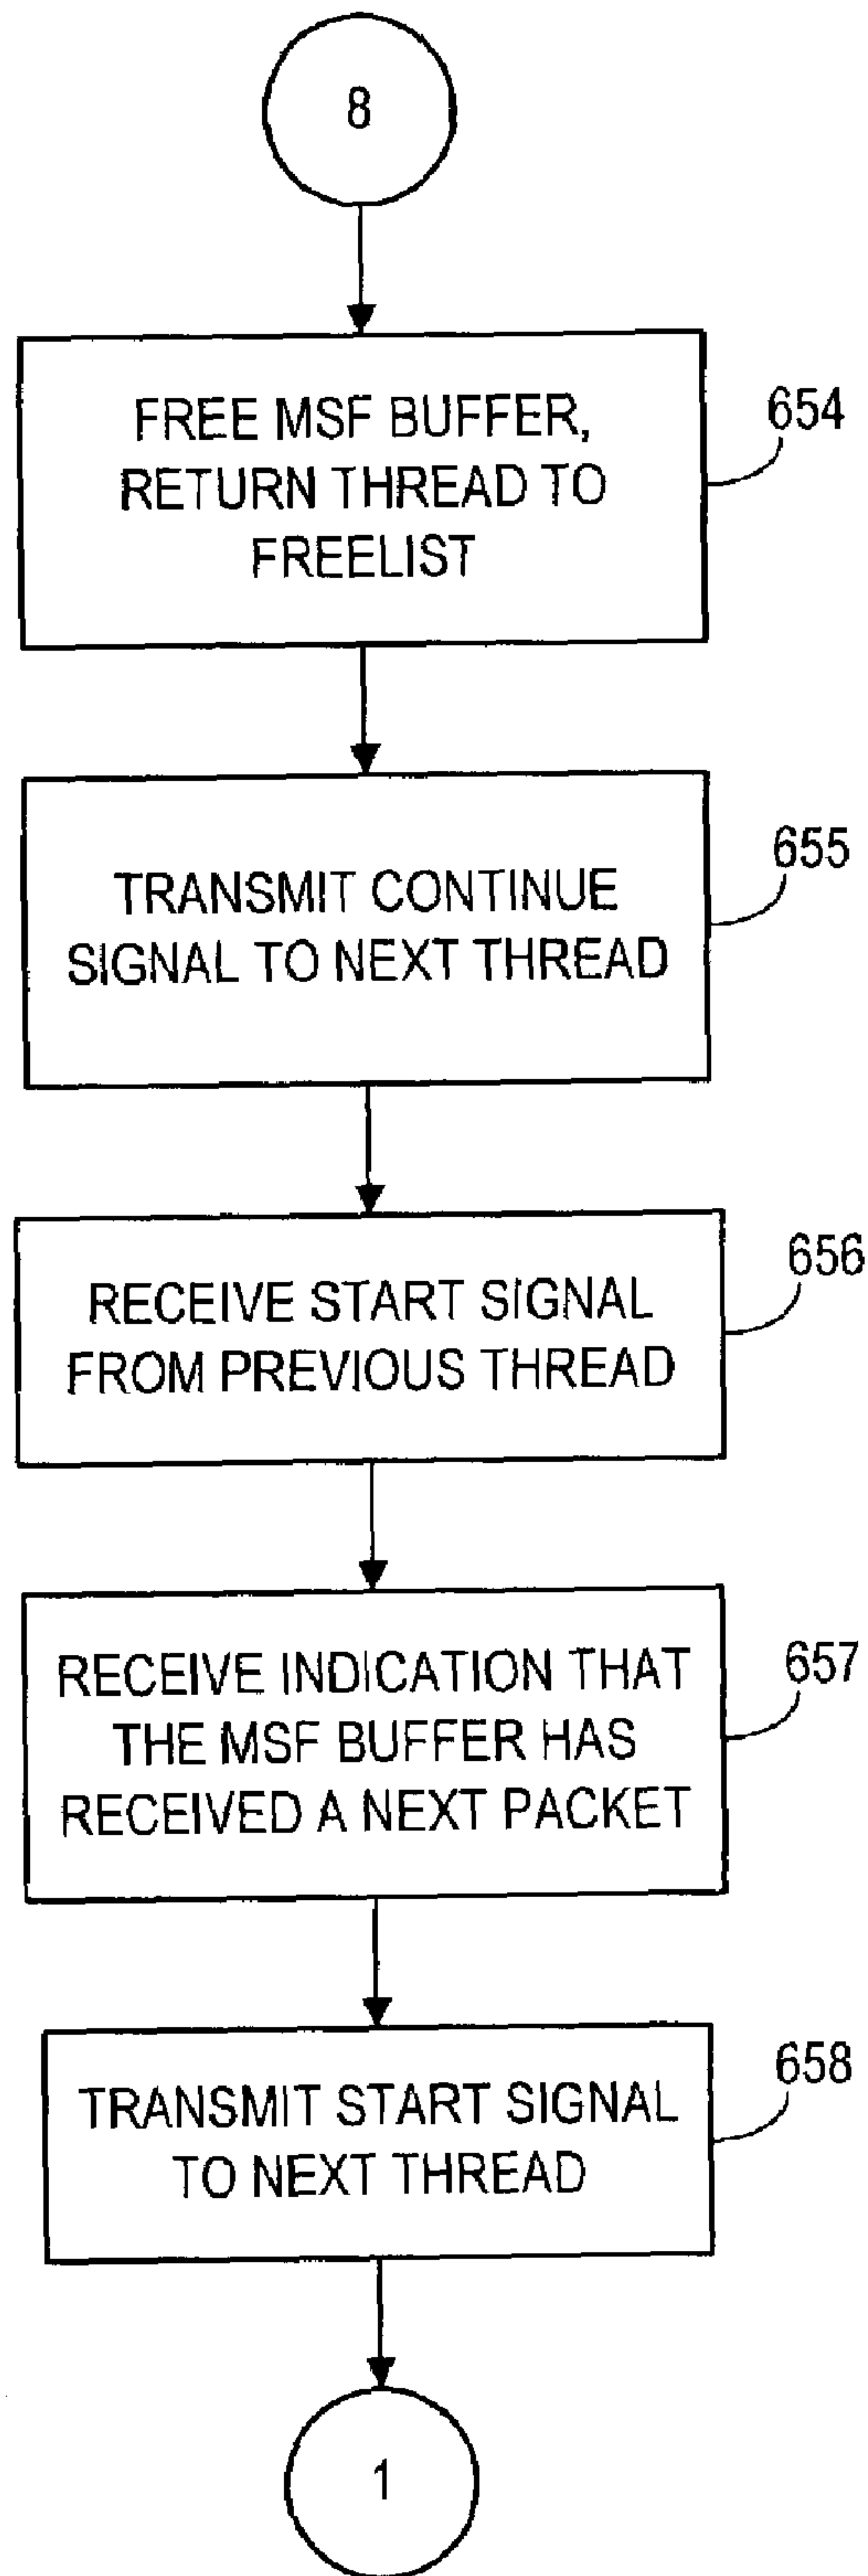 8
FREE MSF BUFFER,
RETURN THREAD TO
FREELIST
654
TRANSMIT CONTINUE
SIGNAL TO NEXT THREAD
655
RECEIVE START SIGNAL
FROM PREVIOUS THREAD
656
RECEIVE INDICATION THAT
THE MSF BUFFER HAS
RECEIVED A NEXT PACKET
657
TRANSMIT START SIGNAL
TO NEXT THREAD
658
1